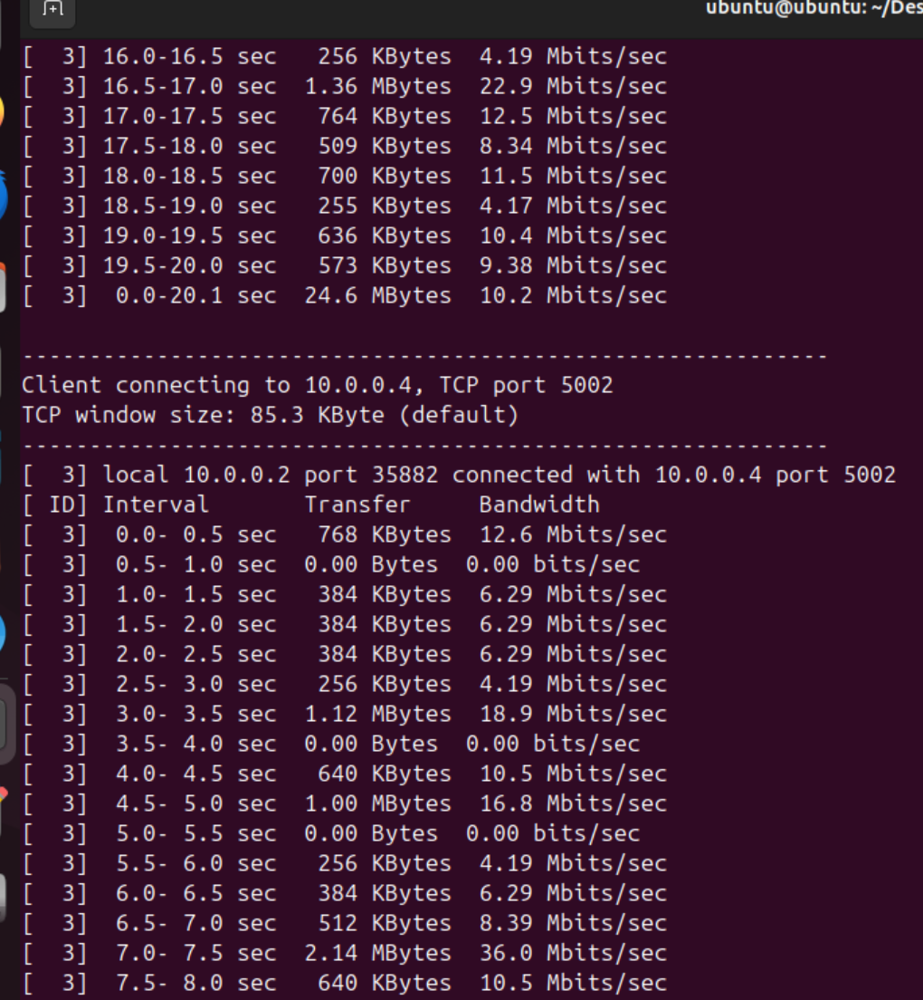 ubuntu@ubuntu: ~/Des
[  3] 16.0-16.5 sec   256 KBytes  4.19 Mbits/sec
[  3] 16.5-17.0 sec  1.36 MBytes  22.9 Mbits/sec
[  3] 17.0-17.5 sec   764 KBytes  12.5 Mbits/sec
[  3] 17.5-18.0 sec   509 KBytes  8.34 Mbits/sec
[  3] 18.0-18.5 sec   700 KBytes  11.5 Mbits/sec
[  3] 18.5-19.0 sec   255 KBytes  4.17 Mbits/sec
[  3] 19.0-19.5 sec   636 KBytes  10.4 Mbits/sec
[  3] 19.5-20.0 sec   573 KBytes  9.38 Mbits/sec
[  3]  0.0-20.1 sec  24.6 MBytes  10.2 Mbits/sec
------------------------------------------------------------
Client connecting to 10.0.0.4, TCP port 5002
TCP window size: 85.3 KByte (default)
------------------------------------------------------------
[  3] local 10.0.0.2 port 35882 connected with 10.0.0.4 port 5002
[ ID] Interval       Transfer     Bandwidth
[  3]  0.0- 0.5 sec   768 KBytes  12.6 Mbits/sec
[  3]  0.5- 1.0 sec  0.00 Bytes  0.00 bits/sec
[  3]  1.0- 1.5 sec   384 KBytes  6.29 Mbits/sec
[  3]  1.5- 2.0 sec   384 KBytes  6.29 Mbits/sec
[  3]  2.0- 2.5 sec   384 KBytes  6.29 Mbits/sec
[  3]  2.5- 3.0 sec   256 KBytes  4.19 Mbits/sec
[  3]  3.0- 3.5 sec  1.12 MBytes  18.9 Mbits/sec
[  3]  3.5- 4.0 sec  0.00 Bytes  0.00 bits/sec
[  3]  4.0- 4.5 sec   640 KBytes  10.5 Mbits/sec
[  3]  4.5- 5.0 sec  1.00 MBytes  16.8 Mbits/sec
[  3]  5.0- 5.5 sec  0.00 Bytes  0.00 bits/sec
[  3]  5.5- 6.0 sec   256 KBytes  4.19 Mbits/sec
[  3]  6.0- 6.5 sec   384 KBytes  6.29 Mbits/sec
[  3]  6.5- 7.0 sec   512 KBytes  8.39 Mbits/sec
[  3]  7.0- 7.5 sec  2.14 MBytes  36.0 Mbits/sec
[  3]  7.5- 8.0 sec   640 KBytes  10.5 Mbits/sec